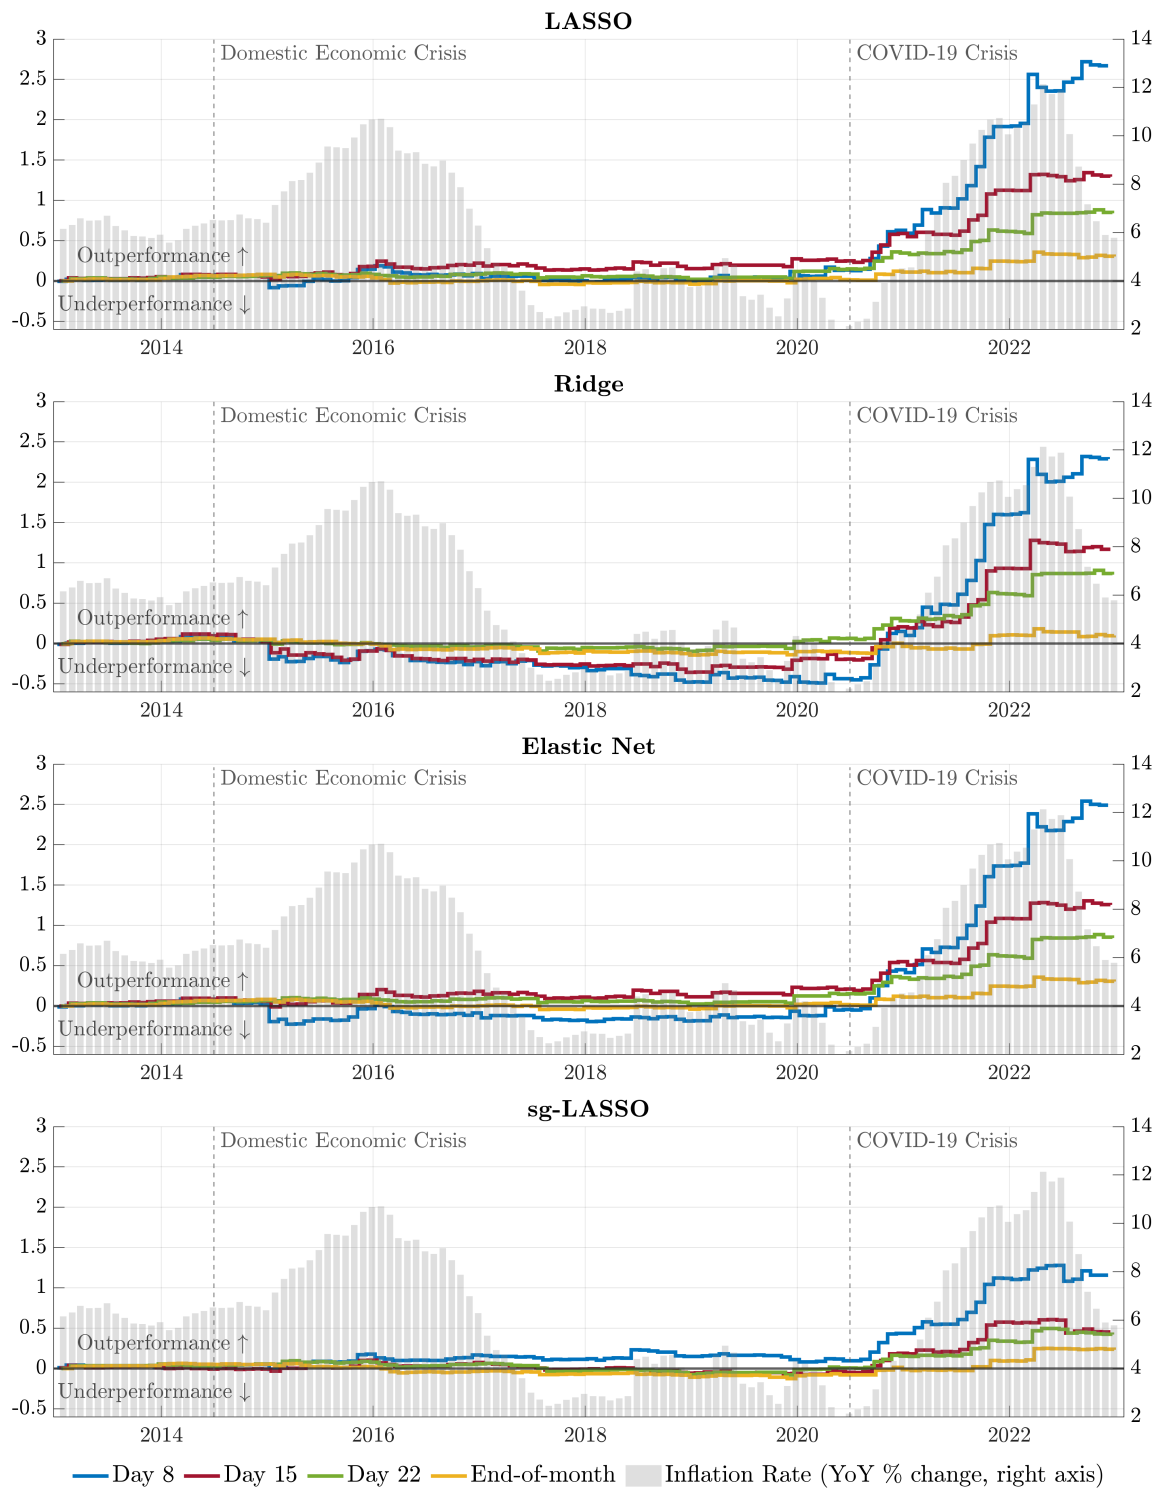 LASSO
3 14
Domestic Economic Crisis COVID-19 Crisis
2.5 12
2 10
1.5 8
1 6
0.5
Outperformance ↑
0 4
Underperformance ↓
-0.5 2
2014 2016 2018 2020 2022
Ridge
3 14
Domestic Economic Crisis COVID-19 Crisis
2.5 12
2 10
1.5 8
1 6
0.5
Outperformance ↑
0 4
Underperformance ↓
-0.5 2
2014 2016 2018 2020 2022
Elastic Net
3 14
Domestic Economic Crisis COVID-19 Crisis
2.5 12
2 10
1.5 8
1 6
0.5
Outperformance ↑
0 4
Underperformance ↓
-0.5 2
2014 2016 2018 2020 2022
sg-LASSO
3 14
Domestic Economic Crisis COVID-19 Crisis
2.5 12
2 10
1.5 8
1 6
0.5
Outperformance ↑
0 4
Underperformance ↓
-0.5 2
2014 2016 2018 2020 2022
Day 8 Day 15 Day 22 End-of-month Inflation Rate (YoY % change, right axis)